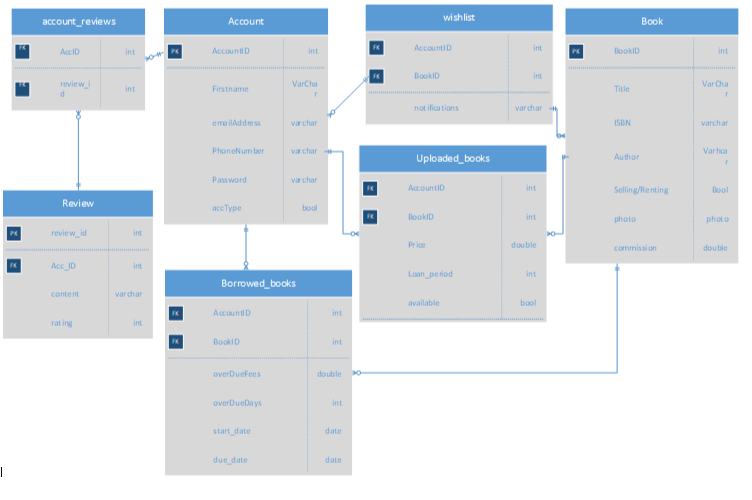 account_reviews
FK AccID int
FK review_i
d int
Account
PK AccountID int
Firstname VarCha
r
emailAddress varchar
PhoneNumber varchar
Password varchar
accType bool
wishlist
FK AccountID int
FK BookID int
notifications varchar
Book
PK BookID int
Title VarCha
r
ISBN varchar
Author Varhca
r
Selling/Renting Bool
photo photo
commission double
Uploaded_books
FK AccountID int
FK BookID int
Price double
Loan_period int
available bool
Review
PK review_id int
FK Acc_ID int
content varchar
rating int
Borrowed_books
FK AccountID int
FK BookID int
overDueFees double
overDueDays int
start_date date
due_date date